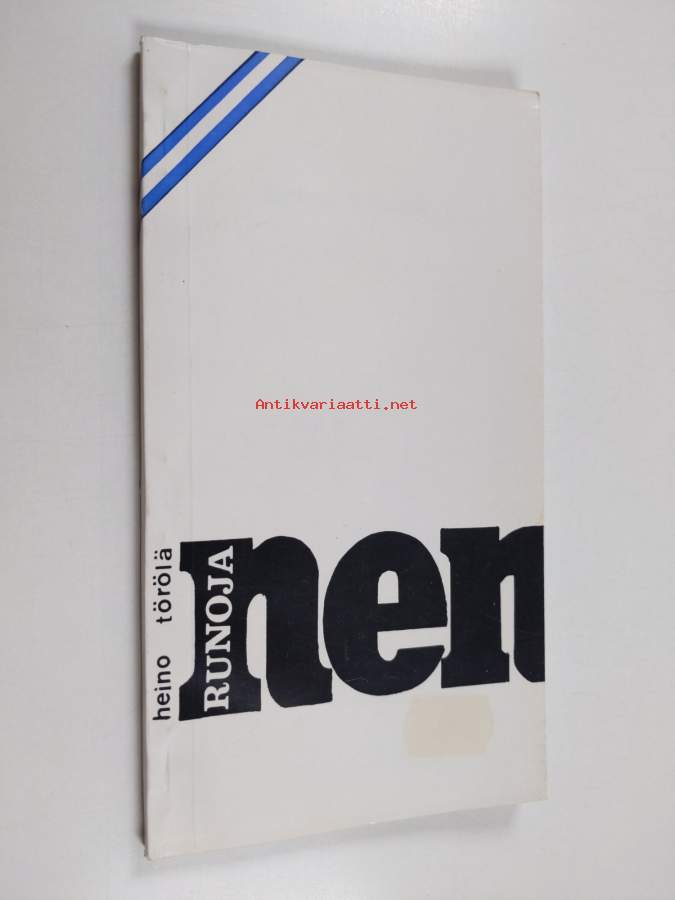 Antikvariaatti.net
heino törölä
RUNOJA
nen